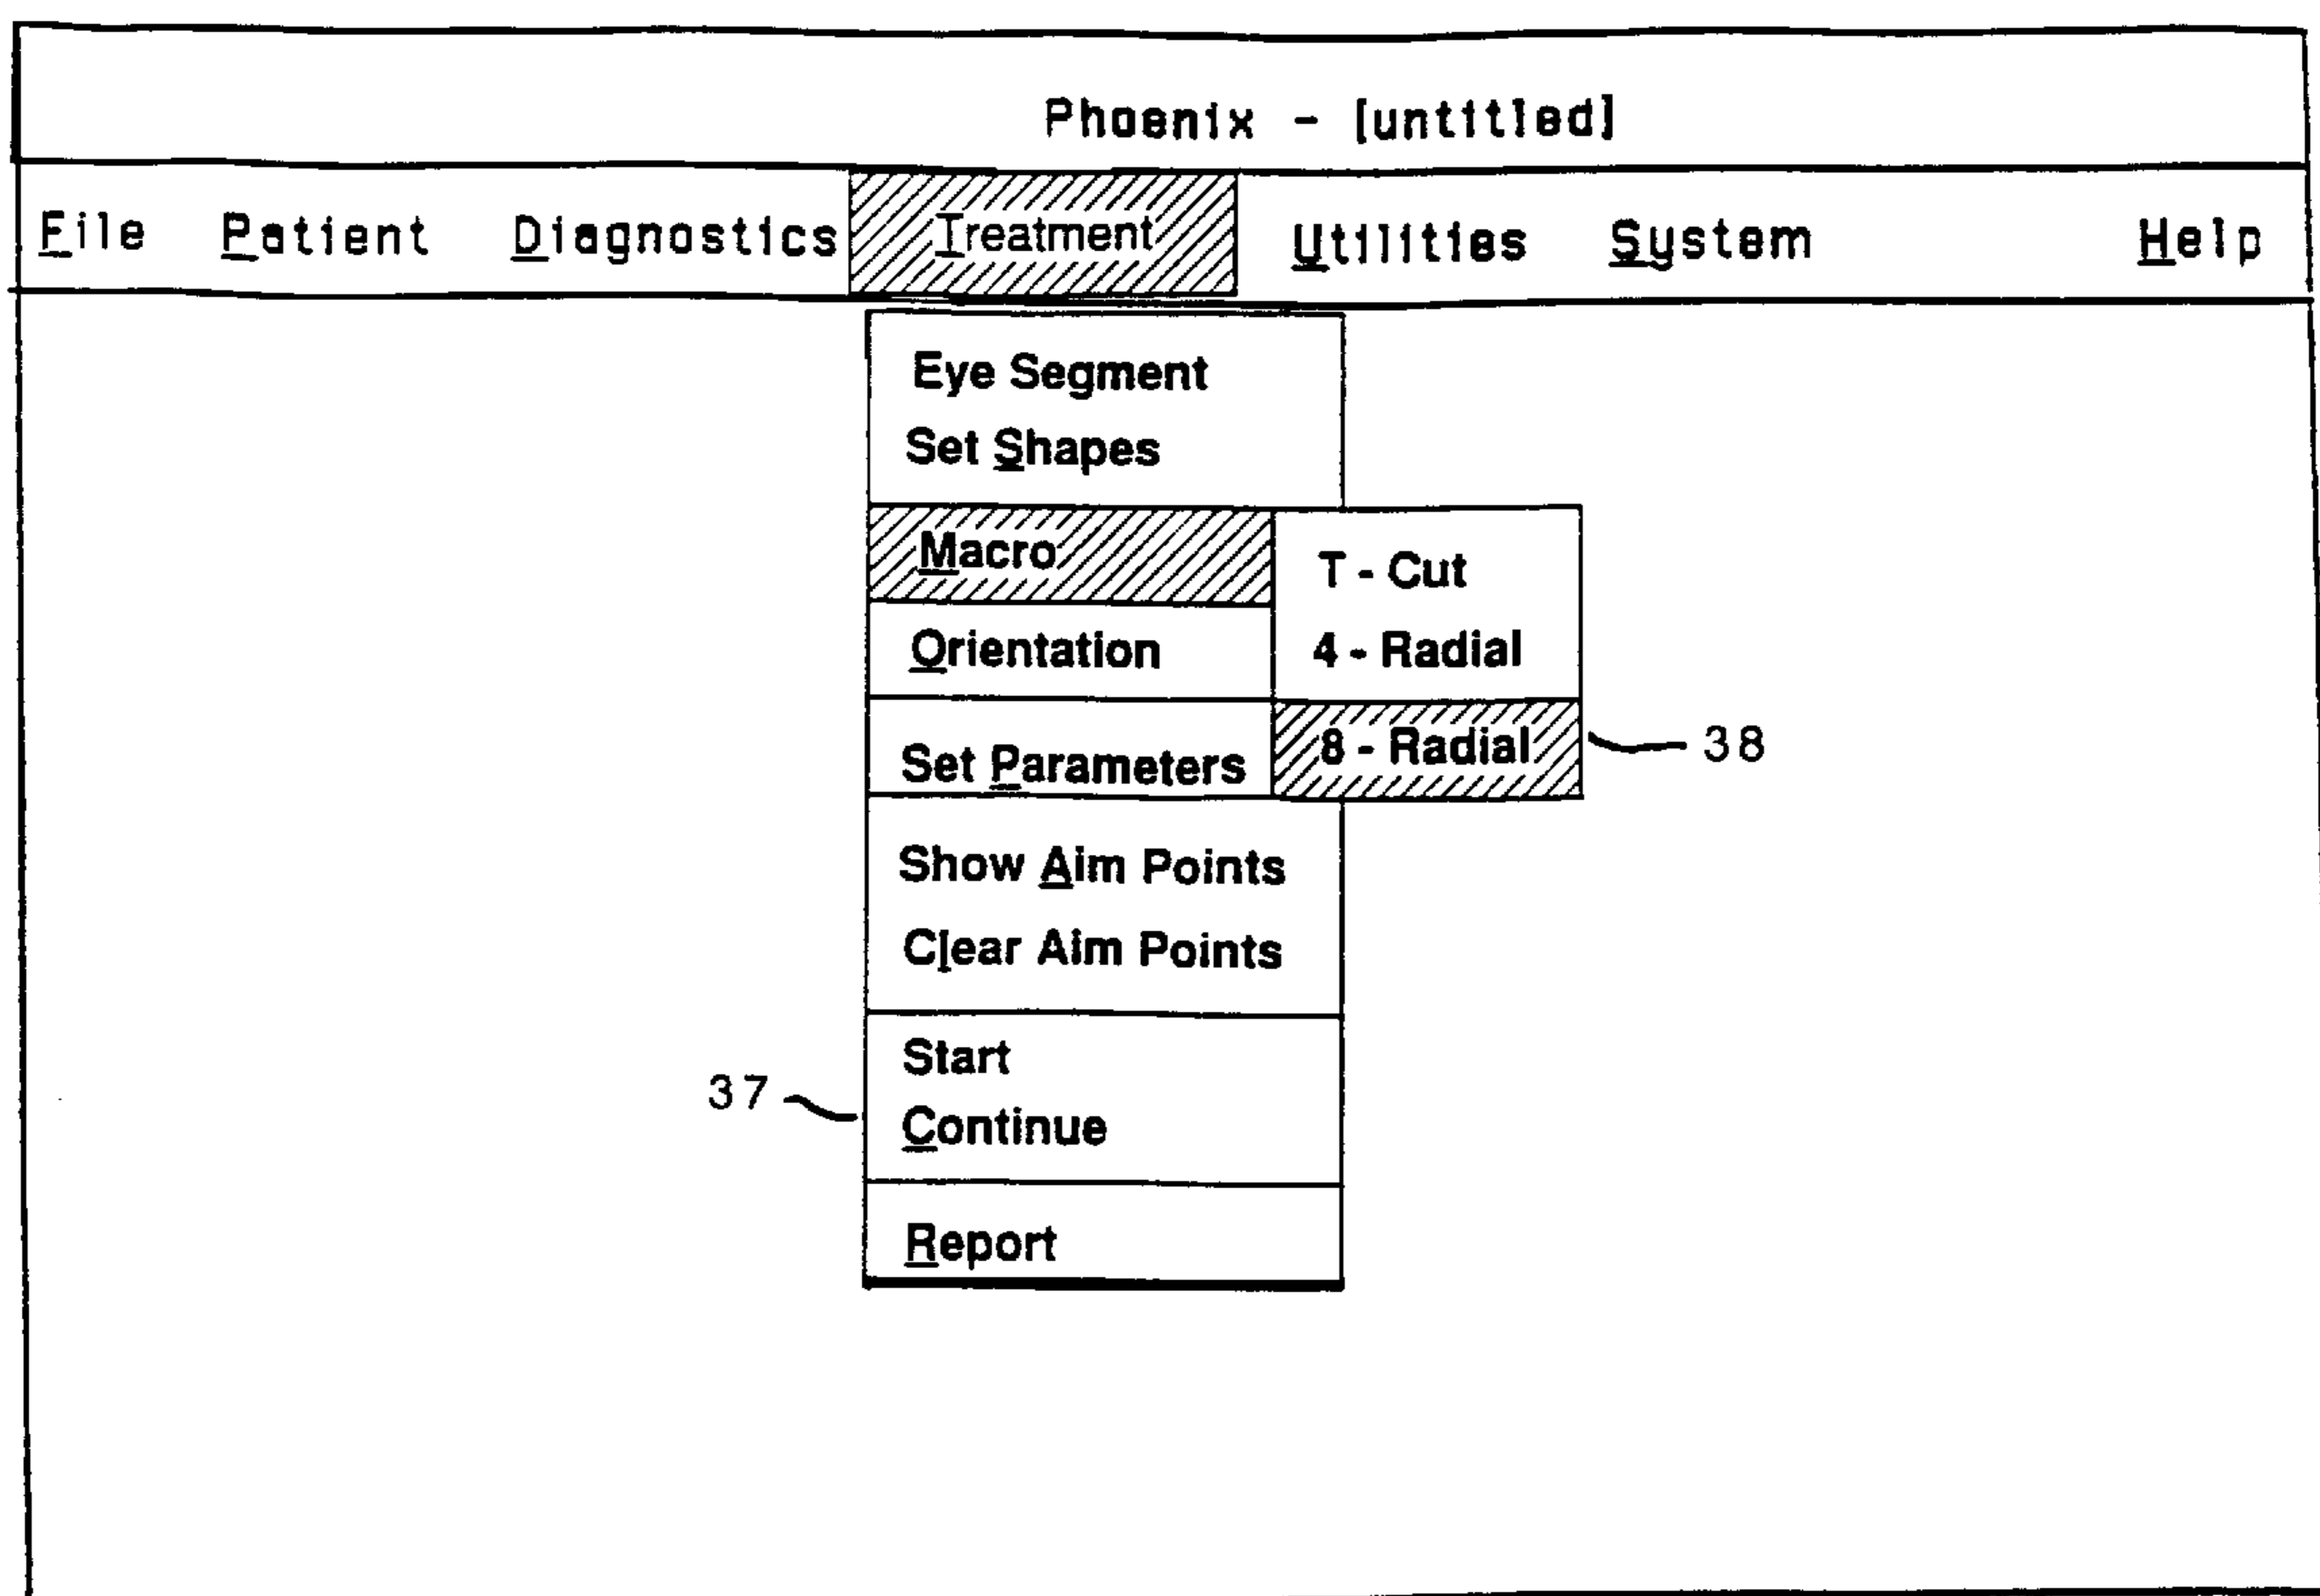 Phoenix - [untitled]
File Patient Diagnostics Treatment Utilities System Help
Eye Segment
Set Shapes
Macro
T - Cut
Orientation
4 - Radial
Set Parameters
8 - Radial
38
Show Aim Points
Clear Aim Points
Start
37
Continue
Report